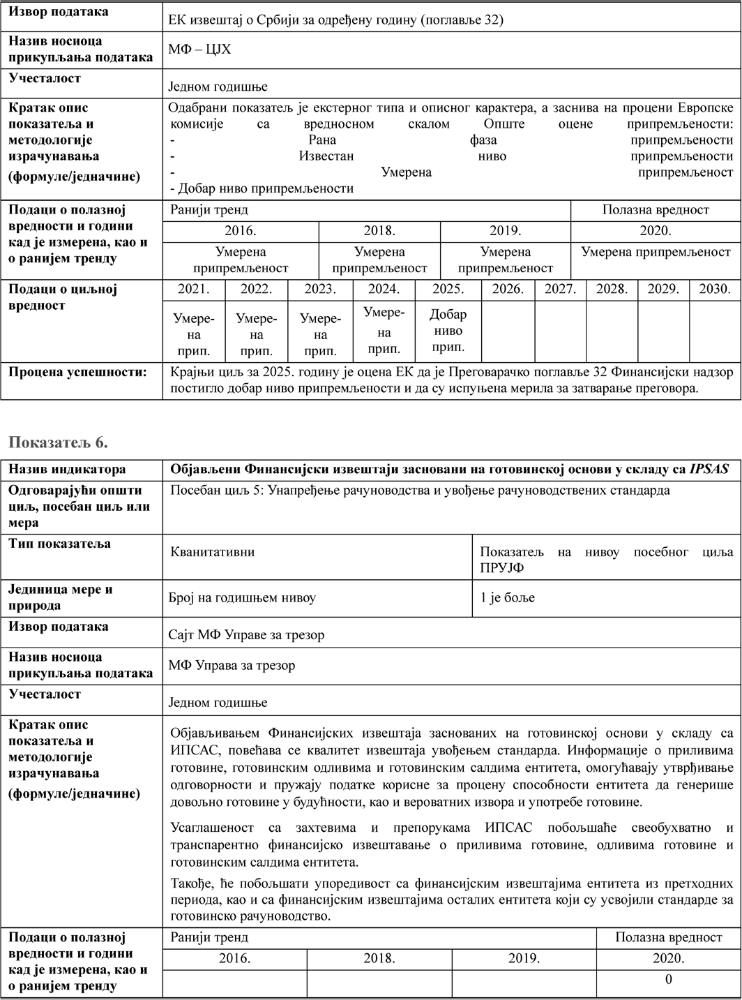 Извор података
ЕК извештај о Србији за одређену годину (поглавље 32)
Назив носиоца
прикупљања података
МФ – ЦЈХ
Учесталост
Једном годишње
Кратак опис
показатеља и
методологије
израчунавања
(формуле/једначине)
Одабрани показатељ је екстерног типа и описног карактера, а заснива на процени Европске
комисије са вредносном скалом Опште оцене припремљености:
- Рана фаза припремљености
- Известан ниво припремљености
- Умерена припремљеност
- Добар ниво припремљености
Подаци о полазној
вредности и години
кад је измерена, као и
о ранијем тренду
Ранији тренд Полазна вредност
2016. 2018. 2019. 2020.
Умерена Умерена Умерена Умерена припремљеност
припремљеност припремљеност припремљеност
Подаци о циљној
вредност
2021. 2022. 2023. 2024. 2025. 2026. 2027. 2028. 2029. 2030.
Умере- Умере- Умере- Умере- Добар
на на на на ниво
прип. прип. прип. прип. прип.
Процена успешности:
Крајњи циљ за 2025. годину је оцена ЕК да је Преговарачко поглавље 32 Финансијски надзор
постигло добар ниво припремљености и да су испуњена мерила за затварање преговора.
Показатељ 6.
Назив индикатора
Објављени Финансијски извештаји засновани на готовинској основи у складу са IPSAS
Одговарајући општи
циљ, посебан циљ или
мера
Посебан циљ 5: Унапређење рачуноводства и увођење рачуноводствених стандарда
Тип показатеља
Кванитативни
Показатељ на нивоу посебног циља
ПРУЈФ
Јединица мере и
природа
Број на годишњем нивоу
1 је боље
Извор података
Сајт МФ Управе за трезор
Назив носиоца
прикупљања података
МФ Управа за трезор
Учесталост
Једном годишње
Кратак опис
показатеља и
методологије
израчунавања
(формуле/једначине)
Објављивањем Финансијских извештаја заснованих на готовинској основи у складу са
ИПСАС, повећава се квалитет извештаја увођењем стандарда. Информације о приливима
готовине, готовинским одливима и готовинским салдима ентитета, омогућавају утврђивање
одговорности и пружају податке корисне за процену способности ентитета да генерише
довољно готовине у будућности, као и вероватних извора и употребе готовине.
Усаглашеност са захтевима и препорукама ИПСАС побољшаће свеобухватно и
транспарентно финансијско извештавање о приливима готовине, одливима готовине и
готовинским салдима ентитета.
Такође, ће побољшати упоредивост са финансијским извештајима ентитета из претходних
периода, као и са финансијским извештајима осталих ентитета који су усвојили стандарде за
готовинско рачуноводство.
Подаци о полазној
вредности и години
кад је измерена, као и
о ранијем тренду
Ранији тренд Полазна вредност
2016. 2018. 2019. 2020.
0